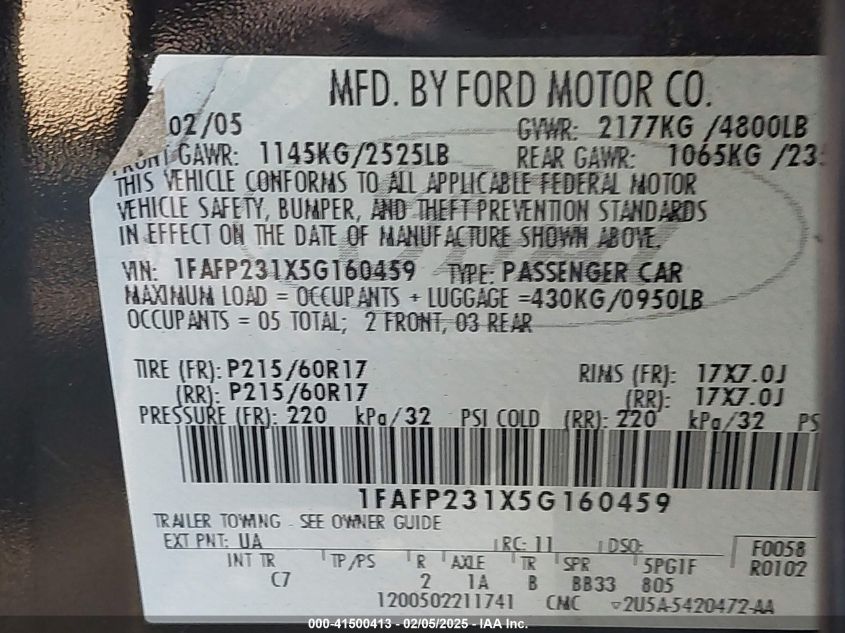 MFD. BY FORD MOTOR CO.
02/05 GVWR: 2177KG /4800LB
FRONT GAWR: 1145KG/2525LB REAR GAWR: 1065KG /23
THIS VEHICLE CONFORMS TO ALL APPLICABLE FEDERAL MOTOR
VEHICLE SAFETY, BUMPER, AND THEFT PREVENTION STANDARDS
IN EFFECT ON THE DATE OF MANUFACTURE SHOWN ABOVE.
VIN: 1FAFP231X5G160459 TYPE: PASSENGER CAR
MAXIMUM LOAD = OCCUPANTS + LUGGAGE =430KG/0950LB
OCCUPANTS = 05 TOTAL; 2 FRONT, 03 REAR
TIRE (FR): P215/60R17 RIMS (FR): 17X7.0J
(RR): P215/60R17 (RR): 17X7.0J
PRESSURE (FR): 220 kPa/32 PSI COLD (RR): 220 kPa/32 PS
1FAFP231X5G160459
TRAILER TOWING - SEE OWNER GUIDE
EXT PNT: UA RC: 11 DSO: F0058
INT TR TP/PS R AXLE TR SPR 5PG1F R0102
C7 2 1A B BB33 805
1200502211741 CMC ▽2U5A-5420472-AA
000-41500413 - 02/05/2025 - IAA Inc.